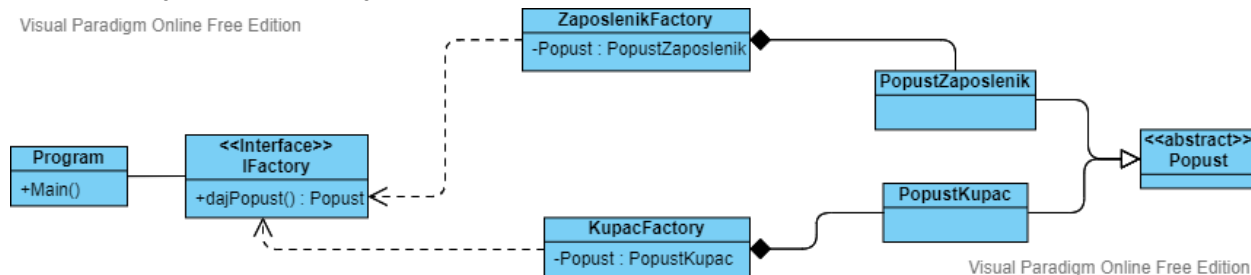 Visual Paradigm Online Free Edition
ZaposlenikFactory
-Popust : PopustZaposlenik
PopustZaposlenik
Program
+Main()
<<Interface>>
IFactory
+dajPopust() : Popust
<<abstract>>
Popust
PopustKupac
KupacFactory
-Popust : PopustKupac
Visual Paradigm Online Free Edition